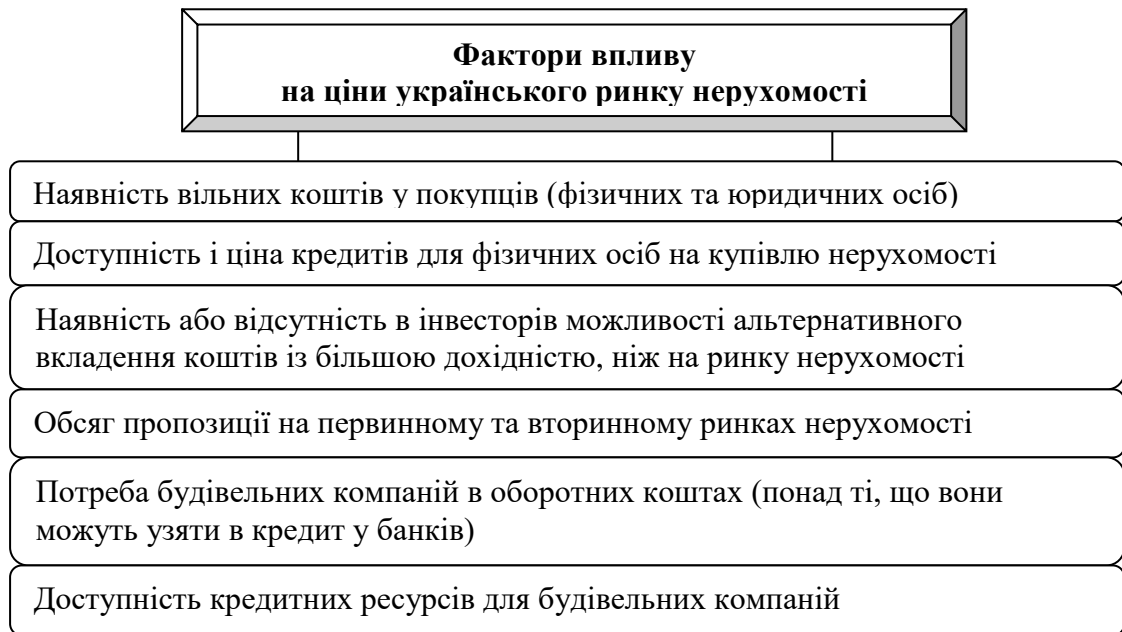 Фактори впливу
на ціни українського ринку нерухомості
Наявність вільних коштів у покупців (фізичних та юридичних осіб)
Доступність і ціна кредитів для фізичних осіб на купівлю нерухомості
Наявність або відсутність в інвесторів можливості альтернативного
вкладення коштів із більшою дохідністю, ніж на ринку нерухомості
Обсяг пропозиції на первинному та вторинному ринках нерухомості
Потреба будівельних компаній в оборотних коштах (понад ті, що вони
можуть узяти в кредит у банків)
Доступність кредитних ресурсів для будівельних компаній